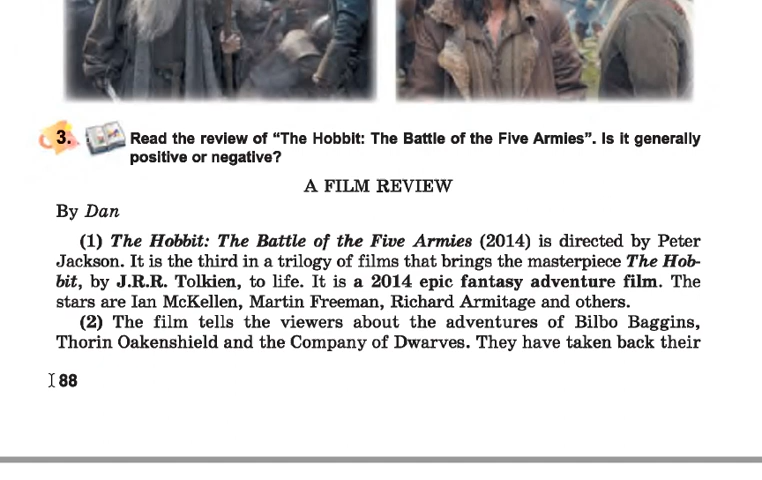 3. Read the review of “The Hobbit: The Battle of the Five Armies”. Is it generally
positive or negative?
A FILM REVIEW
By Dan
(1) The Hobbit: The Battle of the Five Armies (2014) is directed by Peter
Jackson. It is the third in a trilogy of films that brings the masterpiece The Hob-
bit, by J.R.R. Tolkien, to life. It is a 2014 epic fantasy adventure film. The
stars are Ian McKellen, Martin Freeman, Richard Armitage and others.
(2) The film tells the viewers about the adventures of Bilbo Baggins,
Thorin Oakenshield and the Company of Dwarves. They have taken back their
88